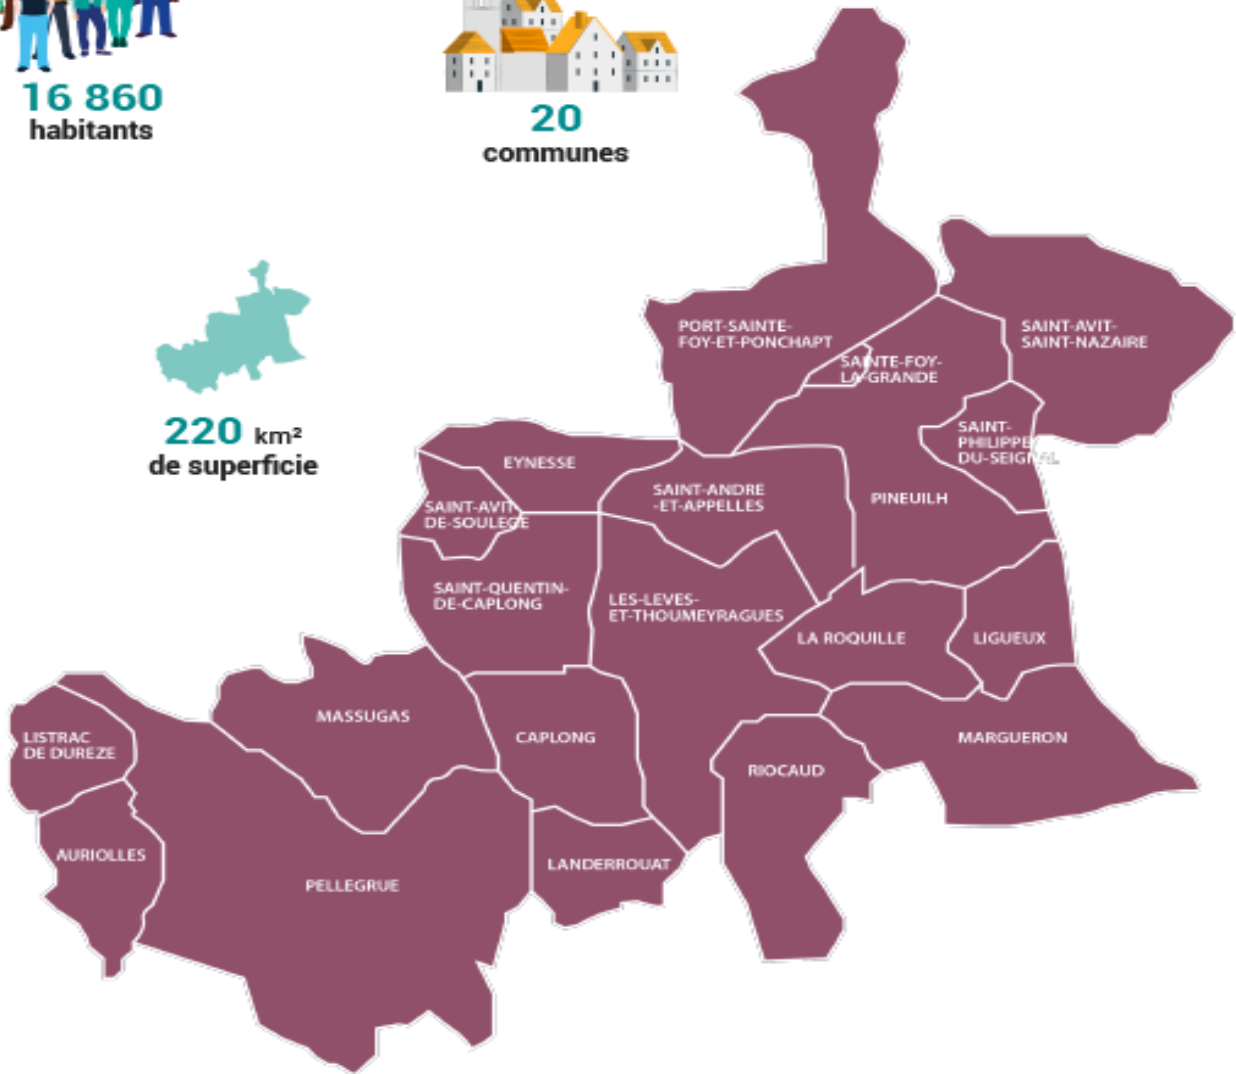 16 860
habitants
20
communes
220 km²
de superficie
PORT-SAINTE-
FOY-ET-PONCHAPT
SAINTE-FOY-
LA-GRANDE
SAINT-AVIT-
SAINT-NAZAIRE
SAINT-
PHILIPPE
DU-SEIGNAL
EYNESSE
SAINT-AVIT-
DE-SOULEGE
SAINT-ANDRE
-ET-APPELLES
PINEUILH
SAINT-QUENTIN-
DE-CAPLONG
LES-LEVES-
ET-THOUMEYRAGUES
LA ROQUILLE
LIGUEUX
MASSUGAS
CAPLONG
MARGUERON
LISTRAC
DE DUREZE
RIOCAUD
AURIOLLES
LANDERROUAT
PELLEGRUE